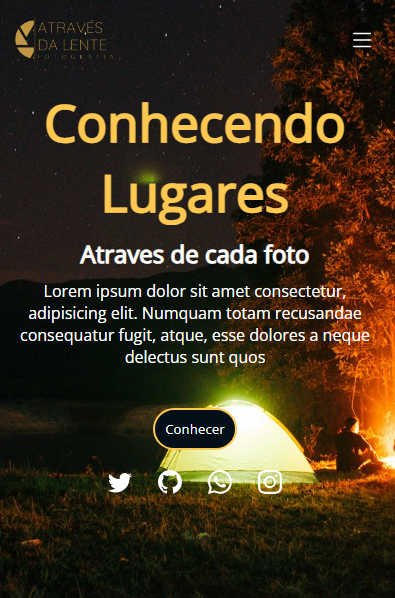 ATRAVÉS
DA LENTE
FOTOGRAFIA
Conhecendo
Lugares
Atraves de cada foto
Lorem ipsum dolor sit amet consectetur,
adipisicing elit. Numquam totam recusandae
consequatur fugit, atque, esse dolores a neque
delectus sunt quos
Conhecer